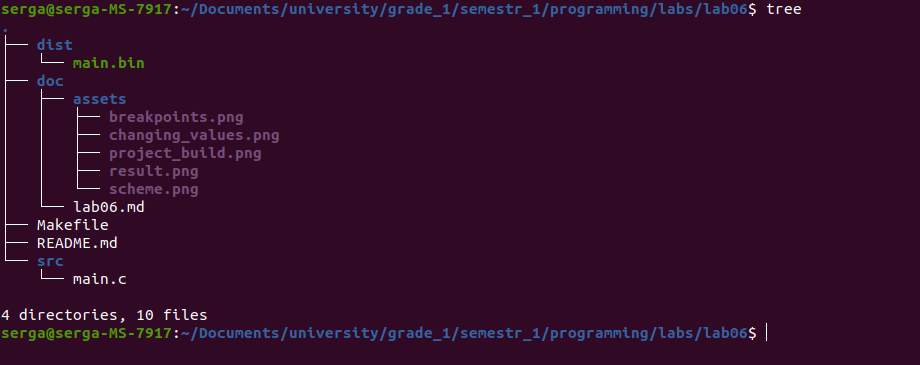 serga@serga-MS-7917:~/Documents/university/grade_1/semestr_1/programming/labs/lab06$ tree
.
├── dist
│   └── main.bin
├── doc
│   ├── assets
│   │   ├── breakpoints.png
│   │   ├── changing_values.png
│   │   ├── project_build.png
│   │   ├── result.png
│   │   └── scheme.png
│   └── lab06.md
├── Makefile
├── README.md
└── src
    └── main.c
4 directories, 10 files
serga@serga-MS-7917:~/Documents/university/grade_1/semestr_1/programming/labs/lab06$